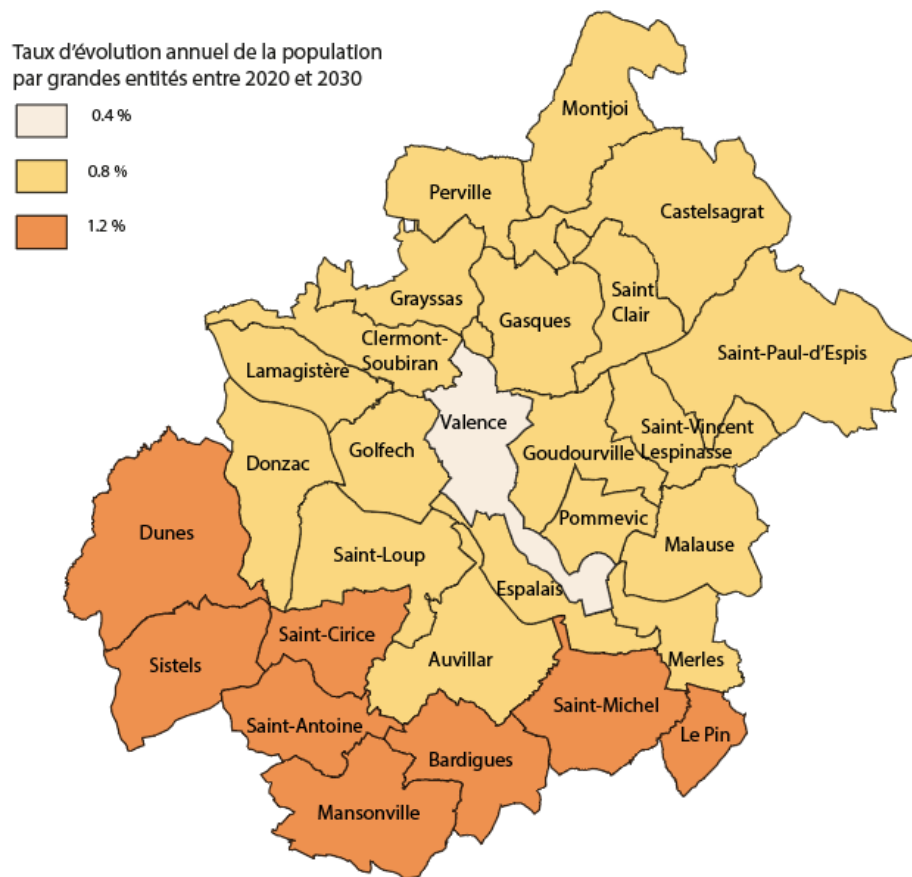 Taux d'évolution annuel de la population
par grandes entités entre 2020 et 2030
0.4 %
0.8 %
1.2 %
Montjoi
Perville
Castelsagrat
Grayssas
Saint
Clair
Gasques
Clermont-
Soubiran
Saint-Paul-d'Espis
Lamagistère
Valence
Saint-Vincent
Lespinasse
Golfech
Goudourville
Donzac
Pommevic
Dunes
Malause
Saint-Loup
Espalais
Saint-Cirice
Auvillar
Merles
Sistels
Saint-Michel
Saint-Antoine
Le Pin
Bardigues
Mansonville